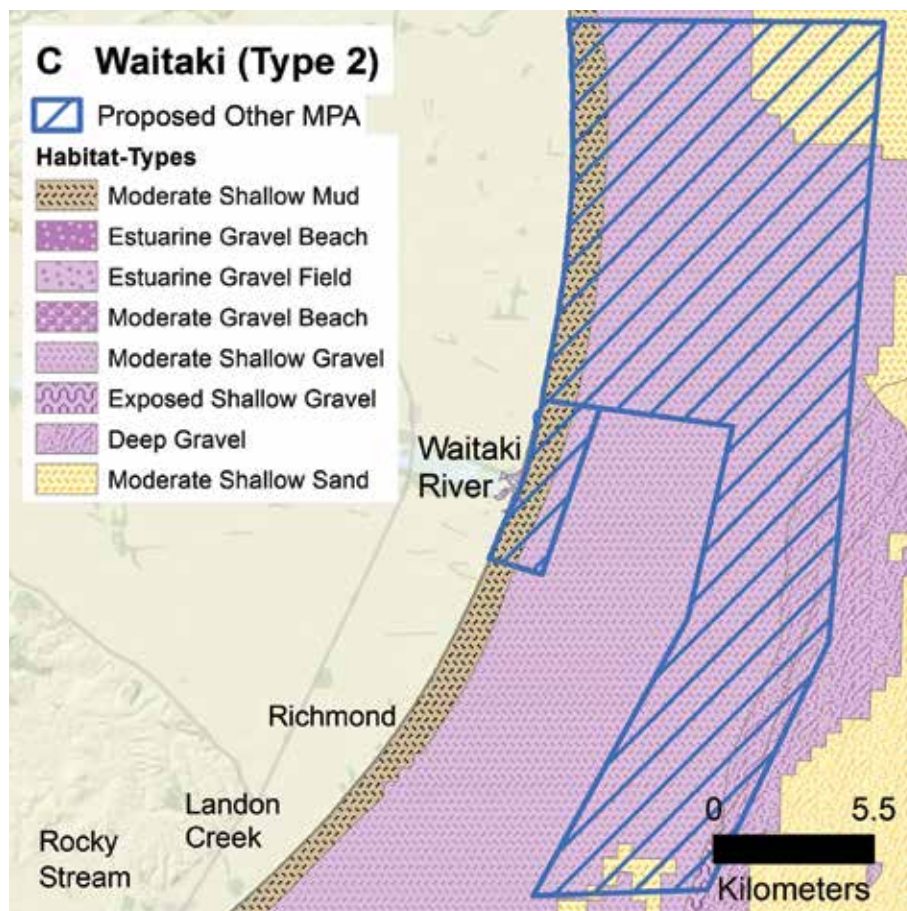 C Waitaki (Type 2)
Proposed Other MPA
Habitat-Types
Moderate Shallow Mud
Estuarine Gravel Beach
Estuarine Gravel Field
Moderate Gravel Beach
Moderate Shallow Gravel
Exposed Shallow Gravel
Deep Gravel
Moderate Shallow Sand
Waitaki
River
Richmond
Landon
Creek
Rocky
Stream
0 5.5
Kilometers